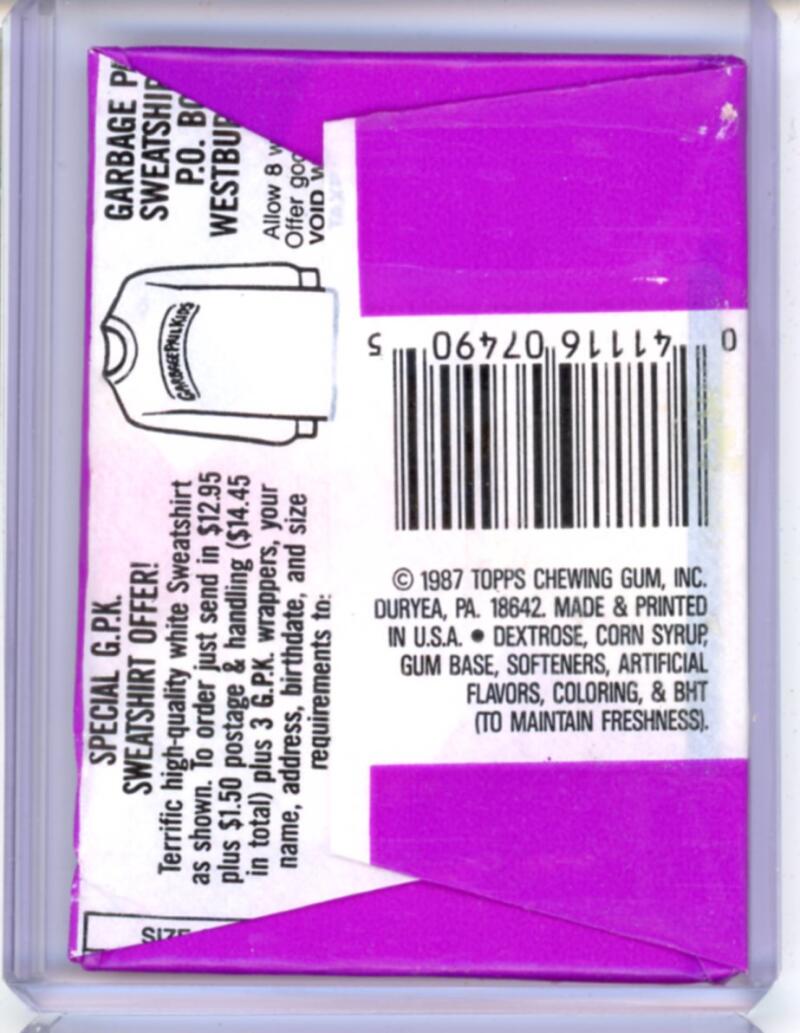 SPECIAL G.P.K.
SWEATSHIRT OFFER!
Terrific high-quality white Sweatshirt
as shown. To order just send in $12.95
plus $1.50 postage & handling ($14.45
in total) plus 3 G.P.K. wrappers, your
name, address, birthdate, and size
requirements to:
GARBAGE PAIL KIDS
GARBAGE
SWEATSHIR
P.O.
WESTBU
Allow 8
Offer
VOID
SIZE
0 41116 07490 5
© 1987 TOPPS CHEWING GUM, INC.
DURYEA, PA. 18642. MADE & PRINTED
IN U.S.A. • DEXTROSE, CORN SYRUP,
GUM BASE, SOFTENERS, ARTIFICIAL
FLAVORS, COLORING, & BHT
(TO MAINTAIN FRESHNESS).